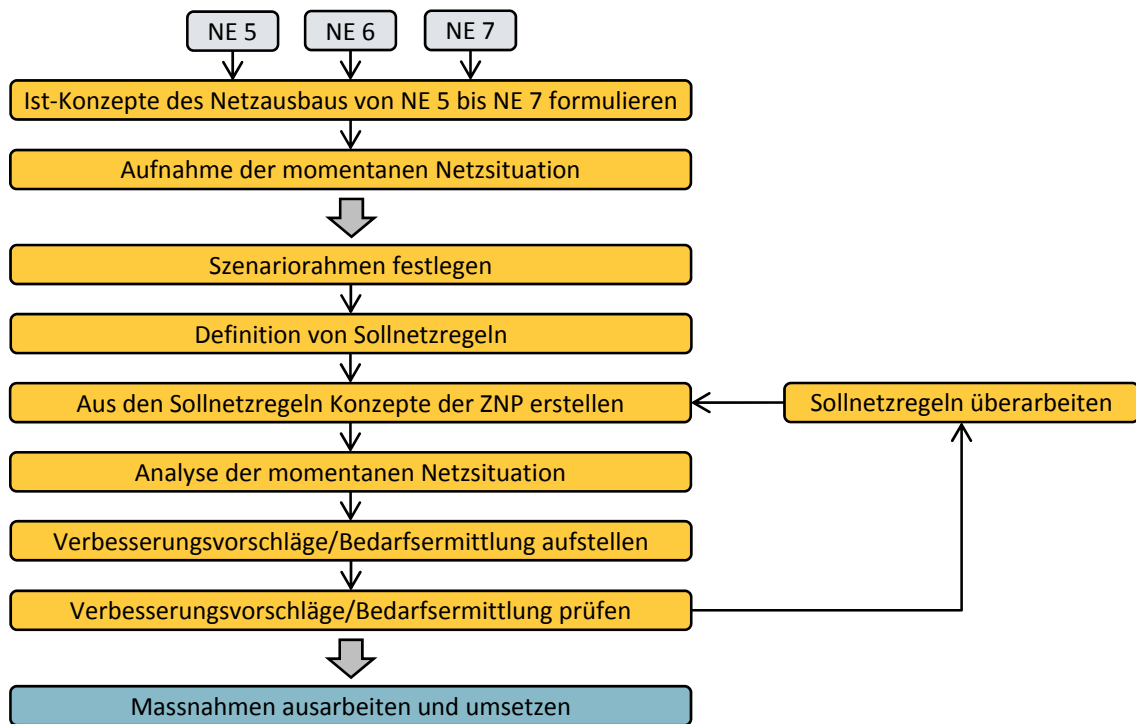 NE 5
NE 6
NE 7
Ist-Konzepte des Netzausbaus von NE 5 bis NE 7 formulieren
Aufnahme der momentanen Netzsituation
Szenariorahmen festlegen
Definition von Sollnetzregeln
Aus den Sollnetzregeln Konzepte der ZNP erstellen
Sollnetzregeln überarbeiten
Analyse der momentanen Netzsituation
Verbesserungsvorschläge/Bedarfsermittlung aufstellen
Verbesserungsvorschläge/Bedarfsermittlung prüfen
Massnahmen ausarbeiten und umsetzen